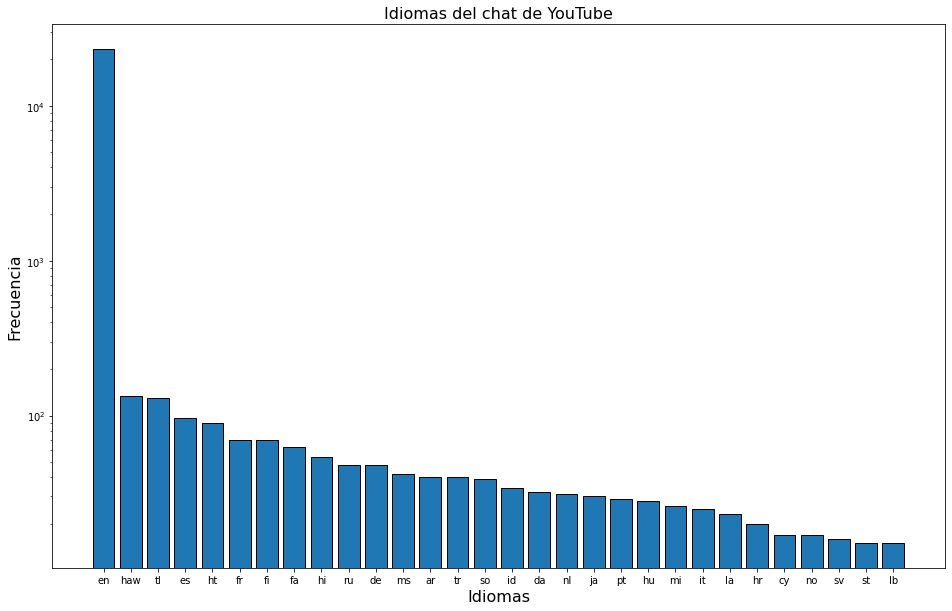 Idiomas del chat de YouTube
Frecuencia
10⁴
10³
10²
en haw tl es ht fr fi fa hi ru de ms ar tr so id da nl ja pt hu mi it la hr cy no sv st lb
Idiomas